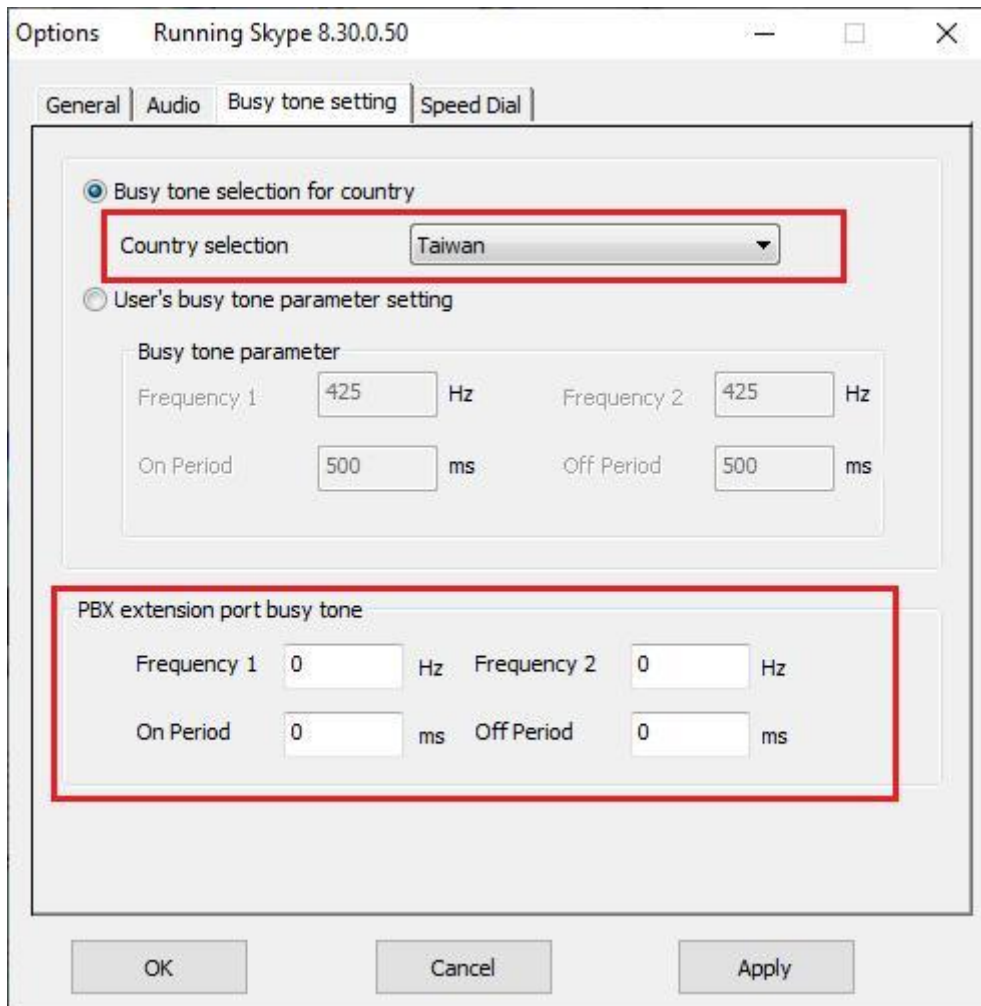 Options Running Skype 8.30.0.50
General Audio Busy tone setting Speed Dial
Busy tone selection for country
Country selection Taiwan
User's busy tone parameter setting
Busy tone parameter
Frequency 1 425 Hz Frequency 2 425 Hz
On Period 500 ms Off Period 500 ms
PBX extension port busy tone
Frequency 1 0 Hz Frequency 2 0 Hz
On Period 0 ms Off Period 0 ms
OK Cancel Apply